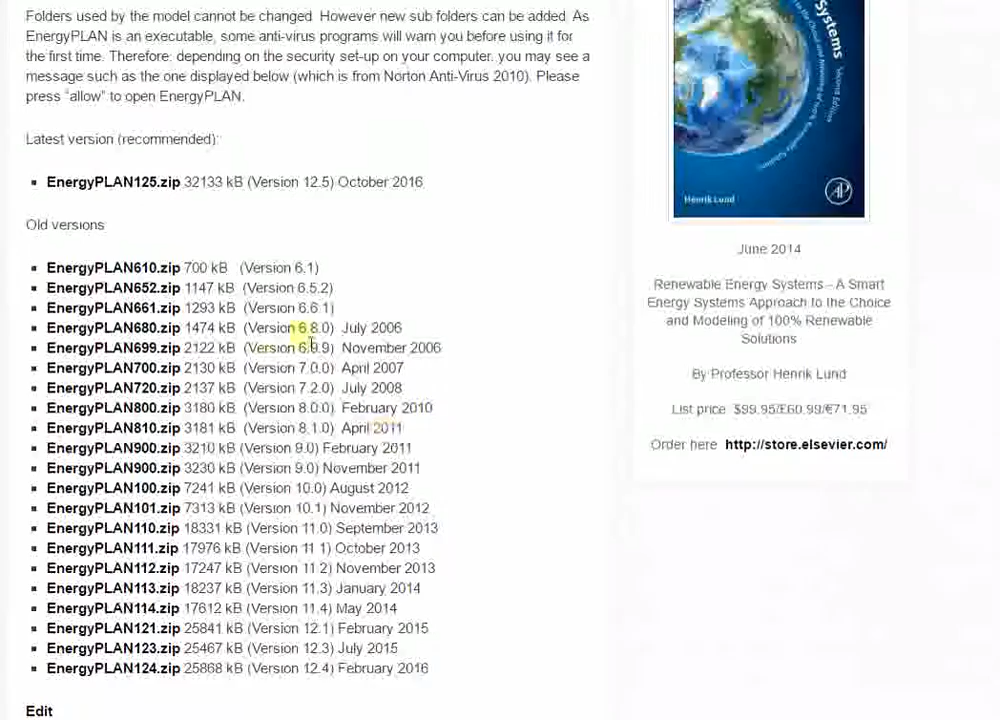 Folders used by the model cannot be changed. However new sub folders can be added. As
EnergyPLAN is an executable, some anti-virus programs will warn you before using it for
the first time. Therefore, depending on the security set-up on your computer, you may see a
message such as the one displayed below (which is from Norton Anti-Virus 2010). Please
press "allow" to open EnergyPLAN.
Latest version (recommended):
EnergyPLAN125.zip 32133 kB (Version 12.5) October 2016
Old versions
EnergyPLAN610.zip 700 kB (Version 6.1)
EnergyPLAN652.zip 1147 kB (Version 6.5.2)
EnergyPLAN661.zip 1293 kB (Version 6.6.1)
EnergyPLAN680.zip 1474 kB (Version 6.8.0) July 2006
EnergyPLAN699.zip 2122 kB (Version 6.9.9) November 2006
EnergyPLAN700.zip 2130 kB (Version 7.0.0) April 2007
EnergyPLAN720.zip 2137 kB (Version 7.2.0) July 2008
EnergyPLAN800.zip 3180 kB (Version 8.0.0) February 2010
EnergyPLAN810.zip 3181 kB (Version 8.1.0) April 2011
EnergyPLAN900.zip 3210 kB (Version 9.0) February 2011
EnergyPLAN900.zip 3230 kB (Version 9.0) November 2011
EnergyPLAN100.zip 7241 kB (Version 10.0) August 2012
EnergyPLAN101.zip 7313 kB (Version 10.1) November 2012
EnergyPLAN110.zip 18331 kB (Version 11.0) September 2013
EnergyPLAN111.zip 17976 kB (Version 11.1) October 2013
EnergyPLAN112.zip 17247 kB (Version 11.2) November 2013
EnergyPLAN113.zip 18237 kB (Version 11.3) January 2014
EnergyPLAN114.zip 17612 kB (Version 11.4) May 2014
EnergyPLAN121.zip 25841 kB (Version 12.1) February 2015
EnergyPLAN123.zip 25467 kB (Version 12.3) July 2015
EnergyPLAN124.zip 25868 kB (Version 12.4) February 2016
Edit
Systems
Second Edition
Henrik Lund
AP
June 2014
Renewable Energy Systems - A Smart
Energy Systems Approach to the Choice
and Modeling of 100% Renewable
Solutions
By Professor Henrik Lund
List price $99.95/£60.99/€71.95
Order here http://store.elsevier.com/